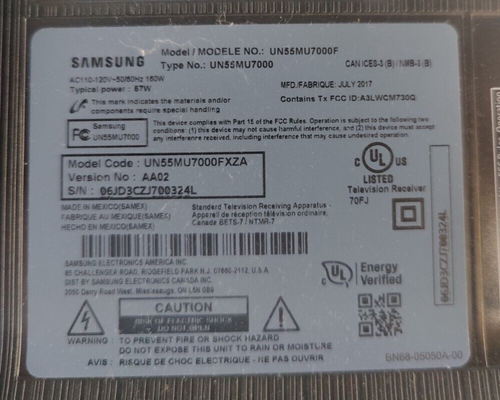 SAMSUNG
Model / MODELE NO.: UN55MU7000F
Type No.: UN55MU7000
CAN ICES-3 (B) / NMB-3 (B)
AC110-120V~50/60Hz 160W
Typical power : 57W
MFD./FABRIQUE: JULY 2017
Contains Tx FCC ID:A3LWCM730Q
This mark indicates the materials and/or
components require special handling
FC Samsung
UN55MU7000
This device complies with Part 15 of the FCC Rules. Operation is subject to the following two
conditions: (1) this device may not cause harmful interference, and (2) this device must
accept any interference received, including interference that may cause undesired operation.
Model Code : UN55MU7000FXZA
Version No : AA02
S/N : 06JD3CZJ700324L
c UL US
LISTED
Television Receiver
70FJ
MADE IN MEXICO(SAMEX)
FABRIQUE AU MEXIQUE(SAMEX)
HECHO EN MEXICO(SAMEX)
Standard Television Receiving Apparatus -
Appareil de réception télévision ordinaire,
Canada BETS-7 / NTMR-7
06JD3CZJ700324L
SAMSUNG ELECTRONICS AMERICA INC.
85 CHALLENGER ROAD, RIDGEFIELD PARK N.J. 07660-2112, U.S.A.
DIST BY SAMSUNG ELECTRONICS CANADA INC.
2050 Derry Road West, Mississauga, ON L5N 0B9
UL Energy
Verified
CAUTION
RISK OF ELECTRIC SHOCK
DO NOT OPEN
WARNING : TO PREVENT FIRE OR SHOCK HAZARD
DO NOT EXPOSE TO RAIN OR MOISTURE
AVIS : RISQUE DE CHOC ELECTRIQUE - NE PAS OUVRIR.
BN68-05050A-00